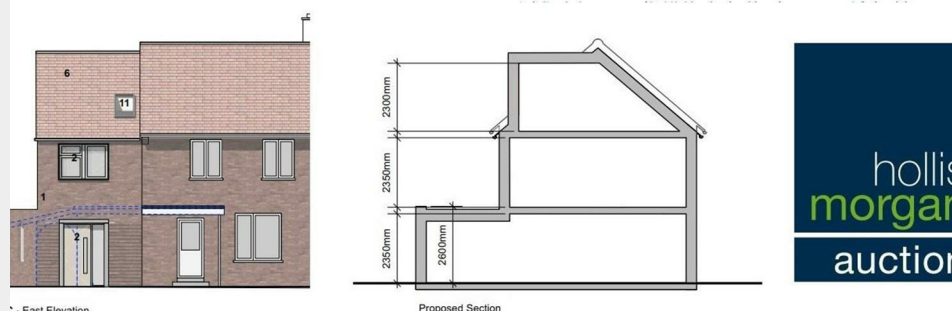 6
11
2
1
2
East Elevation
2300mm
2350mm
2350mm
2600mm
Proposed Section
hollis
morgan
auction